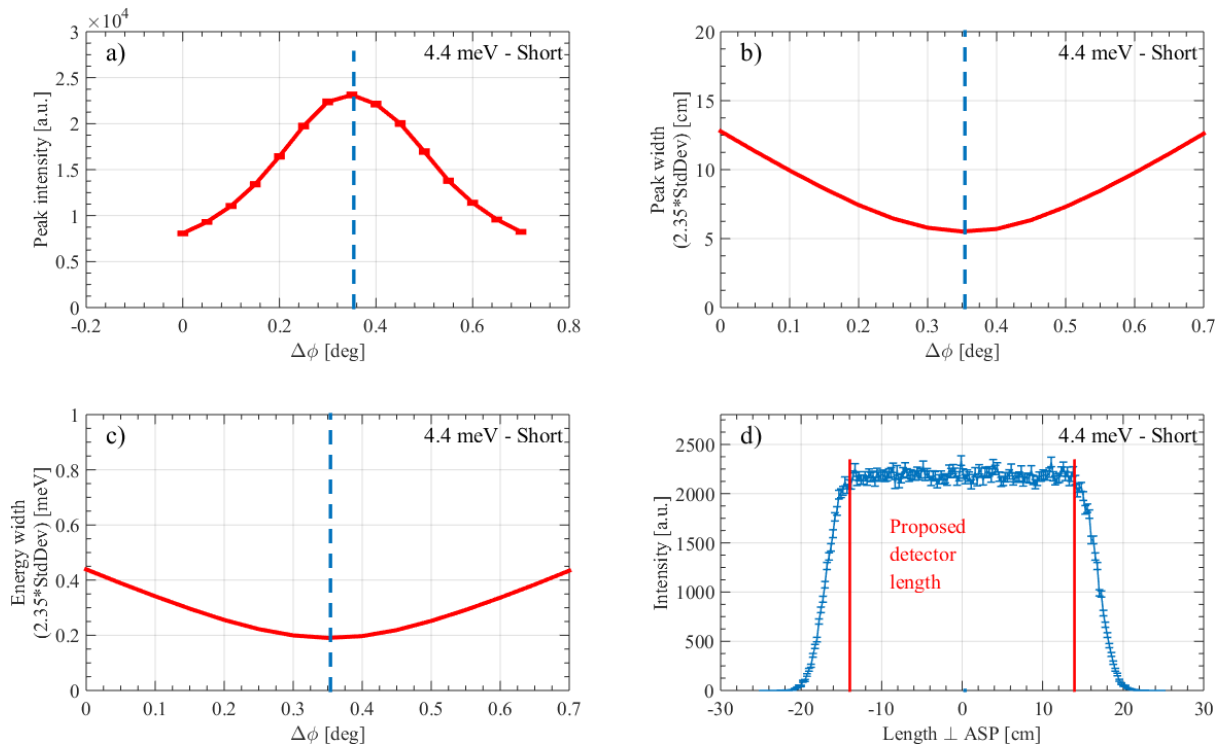 ×10⁴
a)
4.4 meV - Short
3
2.5
2
1.5
1
0.5
0
Peak intensity [a.u.]
-0.2 0 0.2 0.4 0.6 0.8
Δϕ [deg]
b)
4.4 meV - Short
20
15
10
5
0
Peak width
(2.35*StdDev) [cm]
0 0.1 0.2 0.3 0.4 0.5 0.6 0.7
Δϕ [deg]
c)
4.4 meV - Short
1
0.8
0.6
0.4
0.2
0
Energy width
(2.35*StdDev) [meV]
0 0.1 0.2 0.3 0.4 0.5 0.6 0.7
Δϕ [deg]
d)
4.4 meV - Short
2500
2000
1500
1000
500
0
Intensity [a.u.]
Proposed
detector
length
-30 -20 -10 0 10 20 30
Length ⊥ ASP [cm]